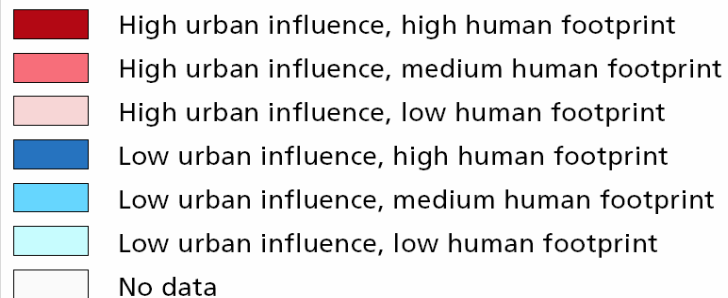 High urban influence, high human footprint
High urban influence, medium human footprint
High urban influence, low human footprint
Low urban influence, high human footprint
Low urban influence, medium human footprint
Low urban influence, low human footprint
No data